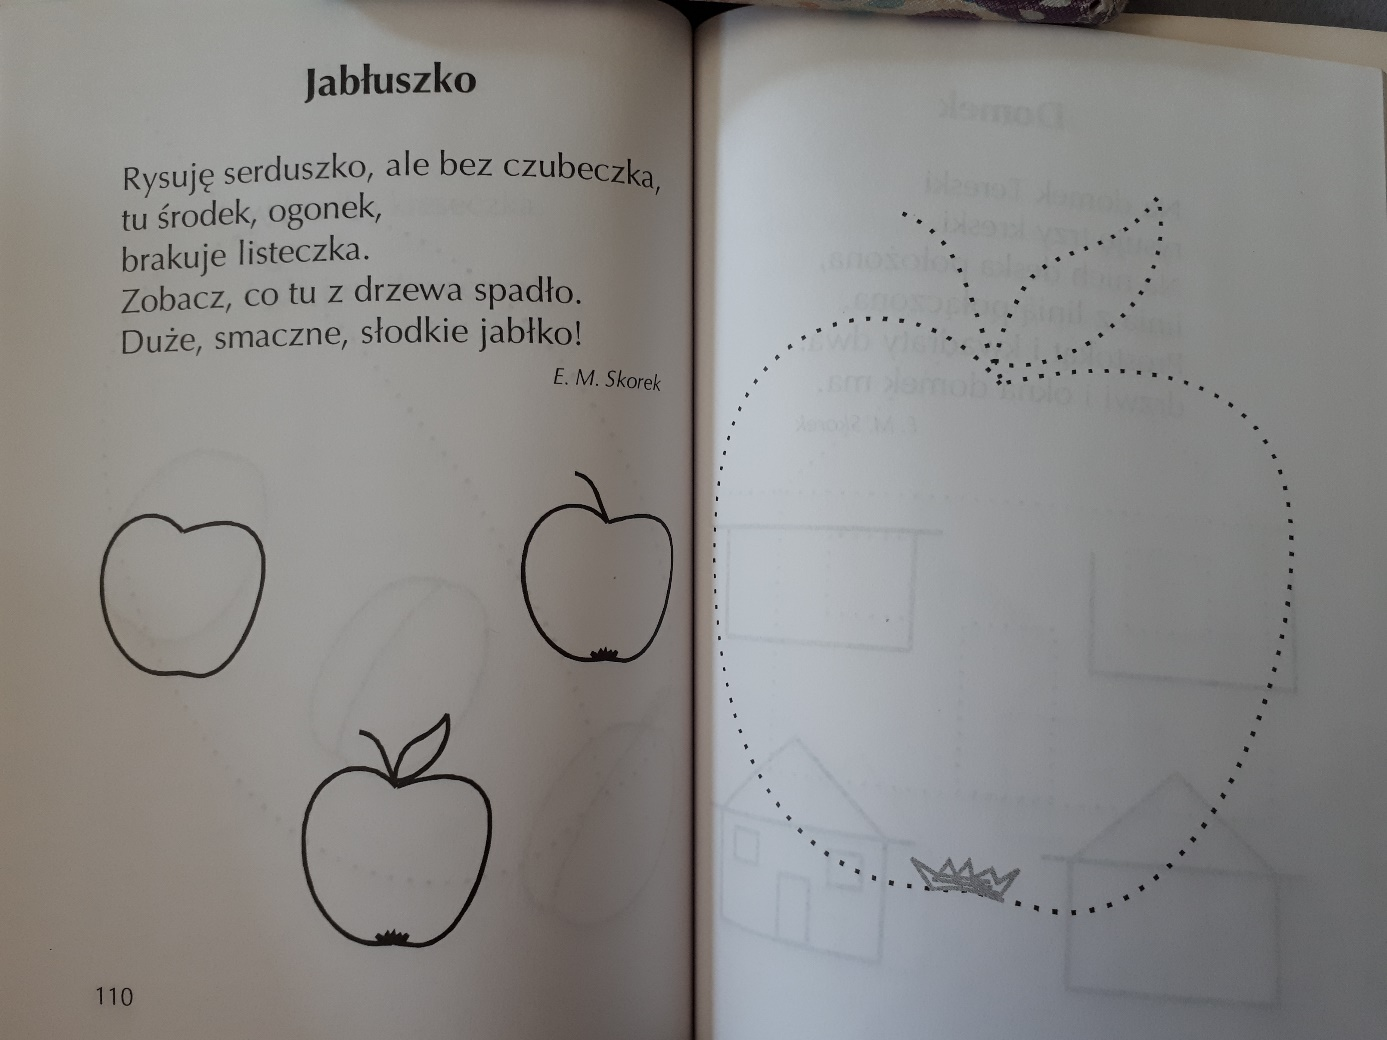 Jabłuszko
Rysuję serduszko, ale bez czubeczka,
tu środek, ogonek,
brakuje listeczka.
Zobacz, co tu z drzewa spadło.
Duże, smaczne, słodkie jabłko!
E. M. Skorek
110
Domek